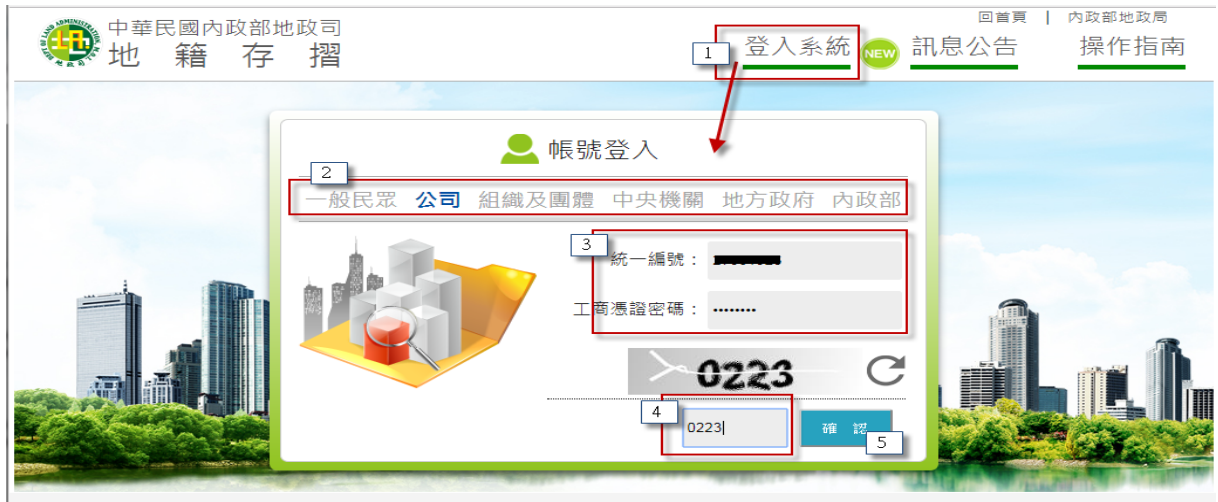 中華民國內政部地政司
地籍存摺
回首頁 | 內政部地政局
1 登入系統 NEW 訊息公告 操作指南
帳號登入
2
一般民眾 公司 組織及團體 中央機關 地方政府 內政部
3
統一編號：
工商憑證密碼： ••••••••
0223
4
0223 確 認
5